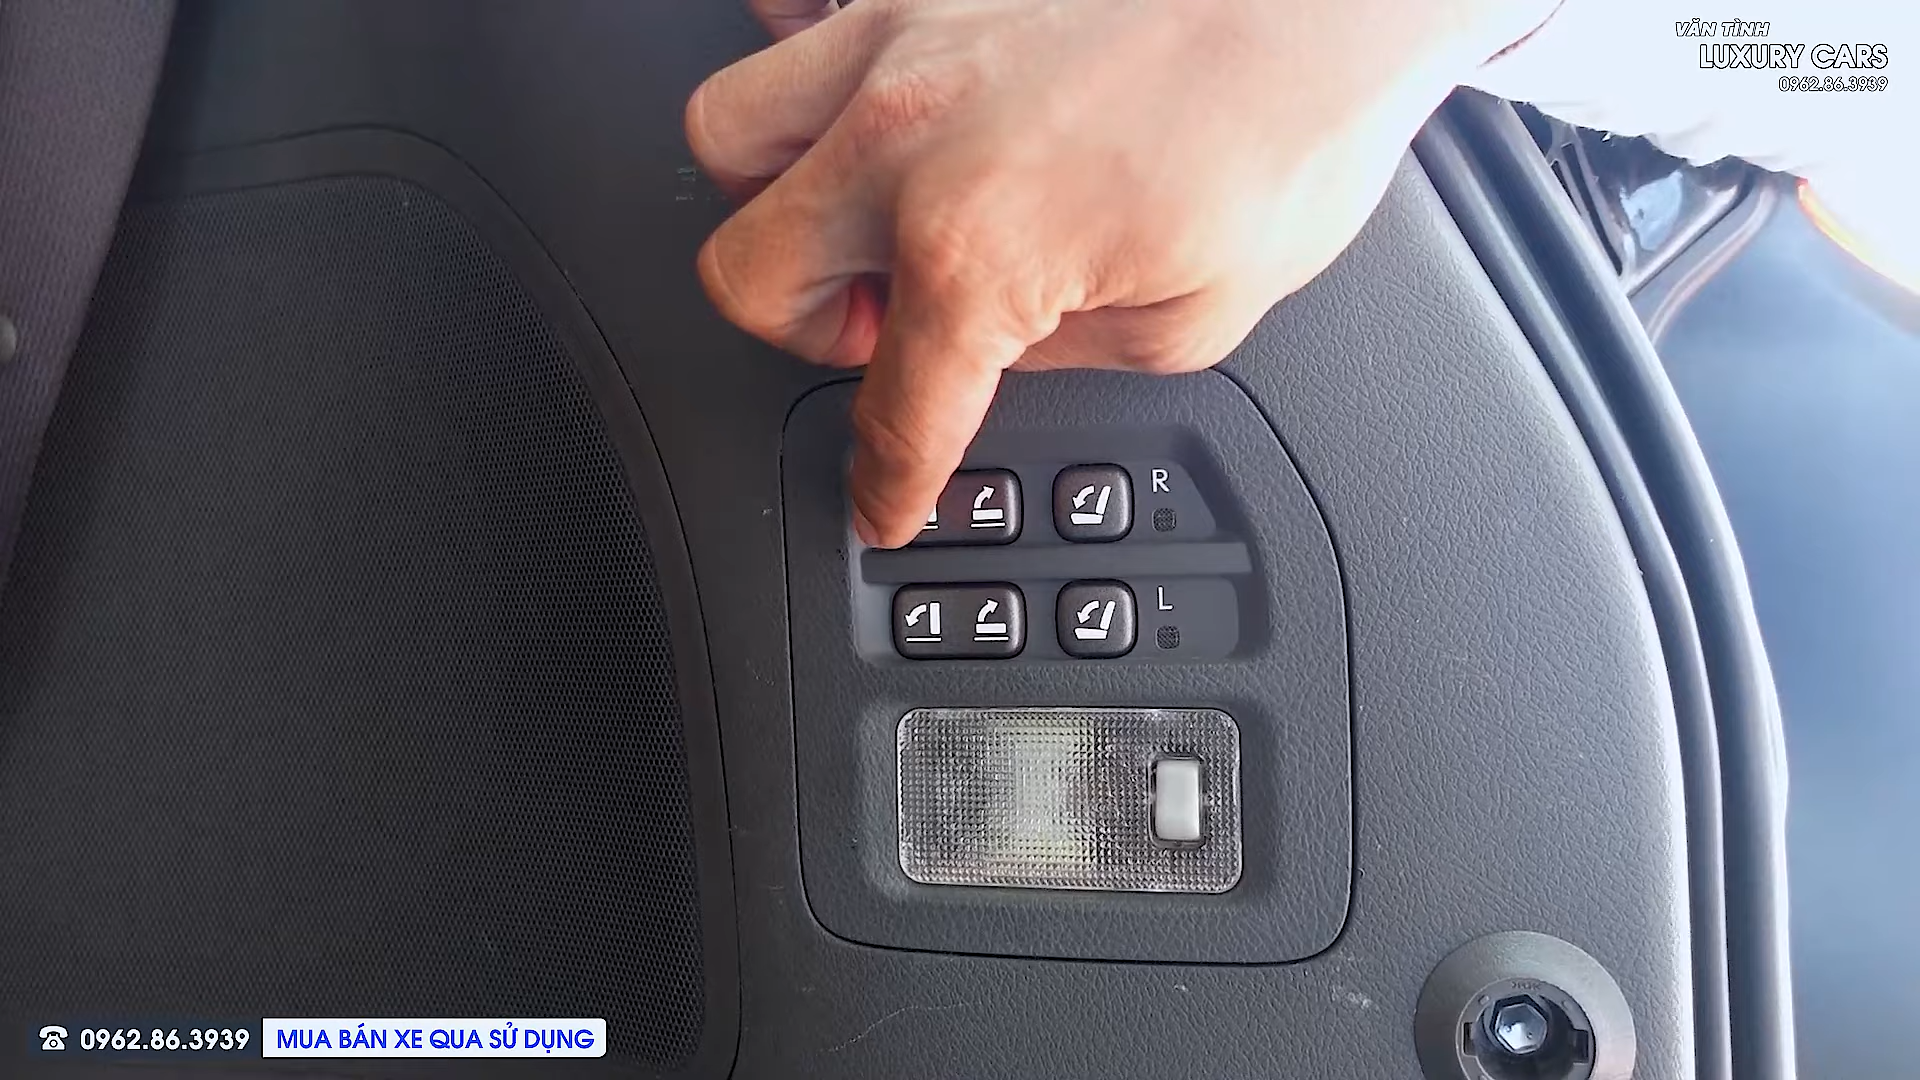 VĂN TÌNH
LUXURY CARS
0962.86.3939
R
L
0962.86.3939
MUA BÁN XE QUA SỬ DỤNG